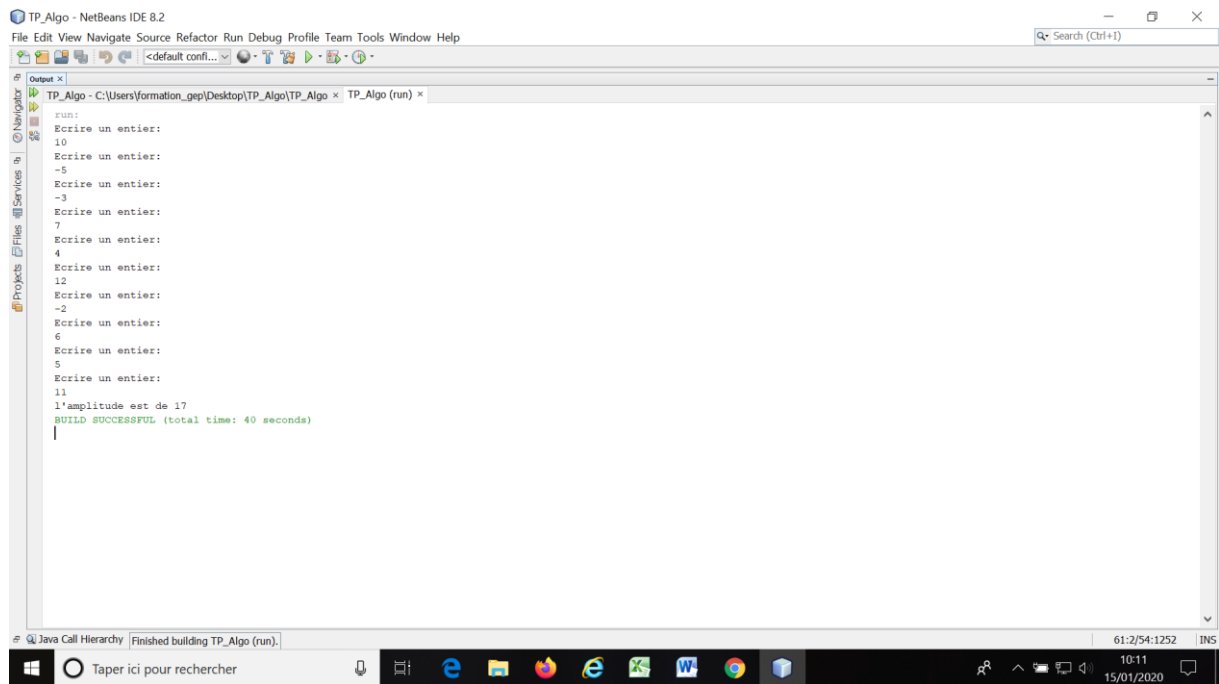 TP_Algo - NetBeans IDE 8.2
File Edit View Navigate Source Refactor Run Debug Profile Team Tools Window Help
Search (Ctrl+I)
<default confi...
Output ×
TP_Algo - C:\Users\formation_gep\Desktop\TP_Algo\TP_Algo × TP_Algo (run) ×
Navigator
Services
Files
Projects
run:
Ecrire un entier:
10
Ecrire un entier:
-5
Ecrire un entier:
-3
Ecrire un entier:
7
Ecrire un entier:
4
Ecrire un entier:
12
Ecrire un entier:
-2
Ecrire un entier:
6
Ecrire un entier:
5
Ecrire un entier:
11
l'amplitude est de 17
BUILD SUCCESSFUL (total time: 40 seconds)
Java Call Hierarchy Finished building TP_Algo (run).
61:2/54:1252 INS
Taper ici pour rechercher
10:11
15/01/2020